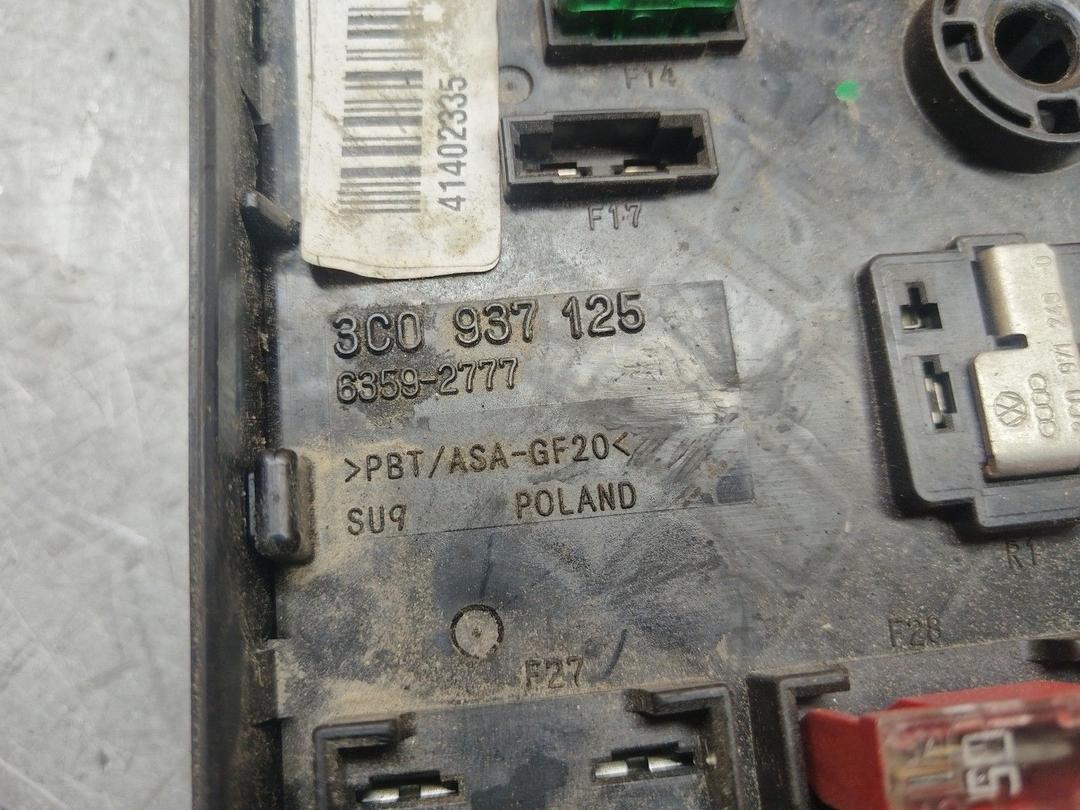 41402335
F14
F17
3C0 937 125
6359-2777
>PBT/ASA-GF20<
SU9 POLAND
R1
F28
F27
50